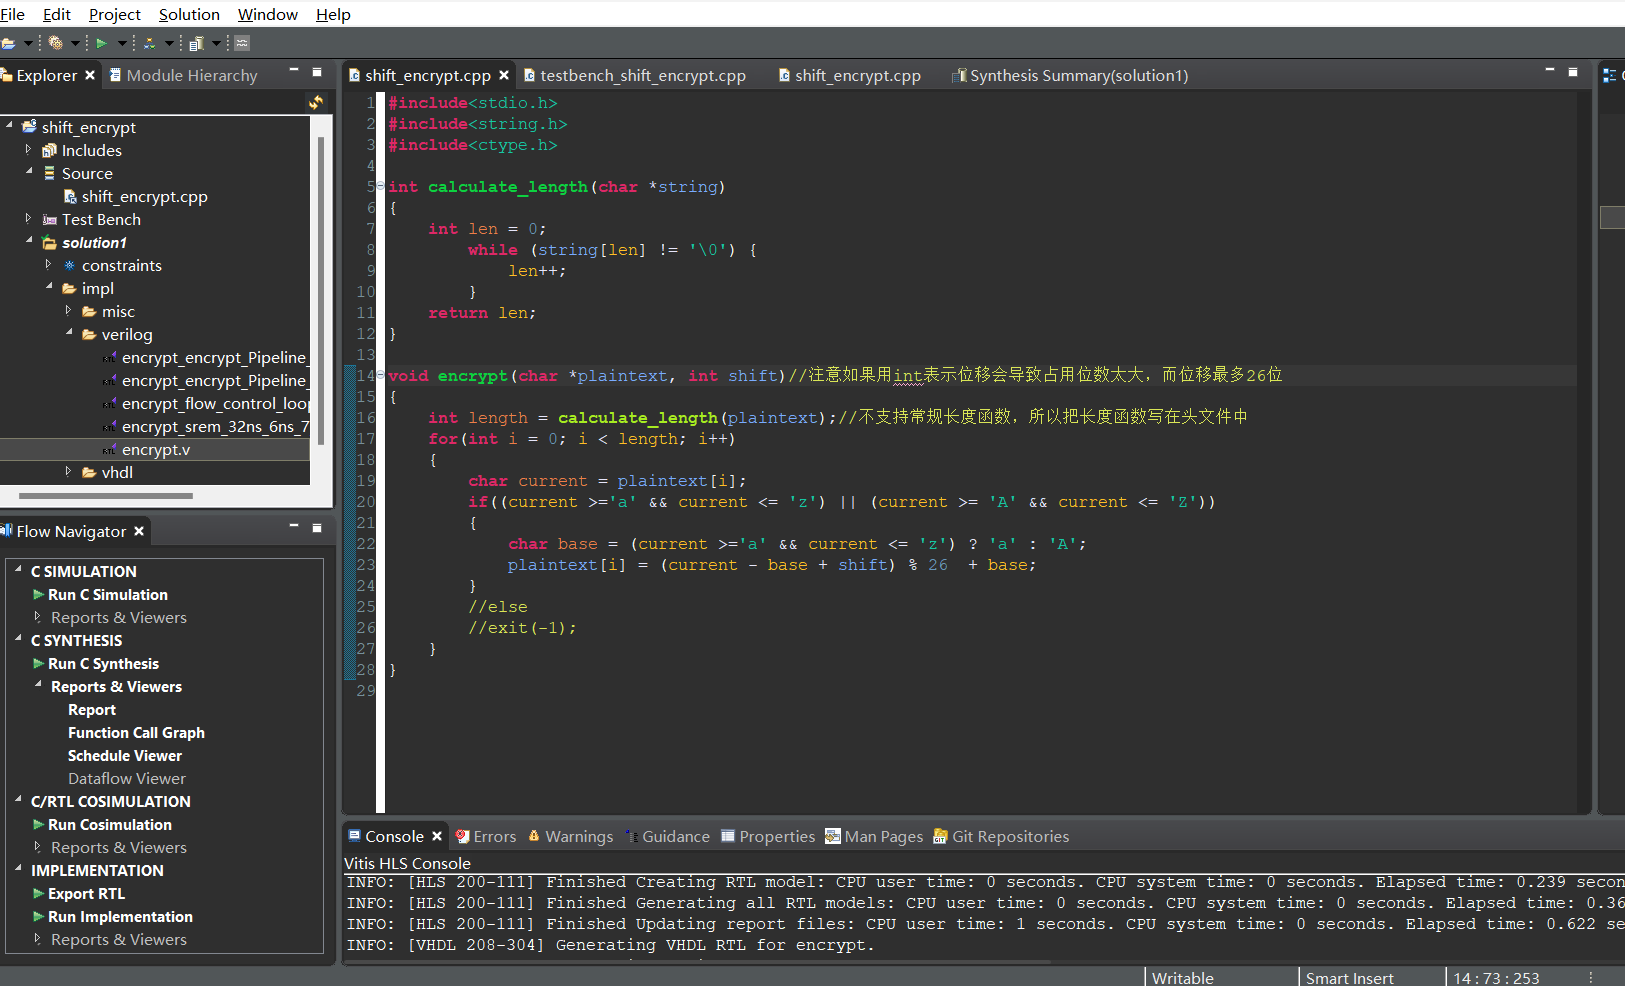 File Edit Project Solution Window Help
Explorer Module Hierarchy
shift_encrypt
Includes
Source
shift_encrypt.cpp
Test Bench
solution1
constraints
impl
misc
verilog
encrypt_encrypt_Pipeline_
encrypt_encrypt_Pipeline_
encrypt_flow_control_loo
encrypt_srem_32ns_6ns_7
encrypt.v
vhdl
Flow Navigator
C SIMULATION
Run C Simulation
Reports & Viewers
C SYNTHESIS
Run C Synthesis
Reports & Viewers
Report
Function Call Graph
Schedule Viewer
Dataflow Viewer
C/RTL COSIMULATION
Run Cosimulation
Reports & Viewers
IMPLEMENTATION
Export RTL
Run Implementation
Reports & Viewers
shift_encrypt.cpp testbench_shift_encrypt.cpp shift_encrypt.cpp Synthesis Summary(solution1)
1 #include<stdio.h>
2 #include<string.h>
3 #include<ctype.h>
4
5 int calculate_length(char *string)
6 {
7 int len = 0;
8 while (string[len] != '\0') {
9 len++;
10 }
11 return len;
12 }
13
14 void encrypt(char *plaintext, int shift)//注意如果用int表示位移会导致占用位数太大，而位移最多26位
15 {
16 int length = calculate_length(plaintext);//不支持常规长度函数，所以把长度函数写在头文件中
17 for(int i = 0; i < length; i++)
18 {
19 char current = plaintext[i];
20 if((current >='a' && current <= 'z') || (current >= 'A' && current <= 'Z'))
21 {
22 char base = (current >='a' && current <= 'z') ? 'a' : 'A';
23 plaintext[i] = (current - base + shift) % 26 + base;
24 }
25 //else
26 //exit(-1);
27 }
28 }
29
Console Errors Warnings Guidance Properties Man Pages Git Repositories
Vitis HLS Console
INFO: [HLS 200-111] Finished Creating RTL model: CPU user time: 0 seconds. CPU system time: 0 seconds. Elapsed time: 0.239 secon
INFO: [HLS 200-111] Finished Generating all RTL models: CPU user time: 0 seconds. CPU system time: 0 seconds. Elapsed time: 0.36
INFO: [HLS 200-111] Finished Updating report files: CPU user time: 1 seconds. CPU system time: 0 seconds. Elapsed time: 0.622 se
INFO: [VHDL 208-304] Generating VHDL RTL for encrypt.
Writable Smart Insert 14 : 73 : 253